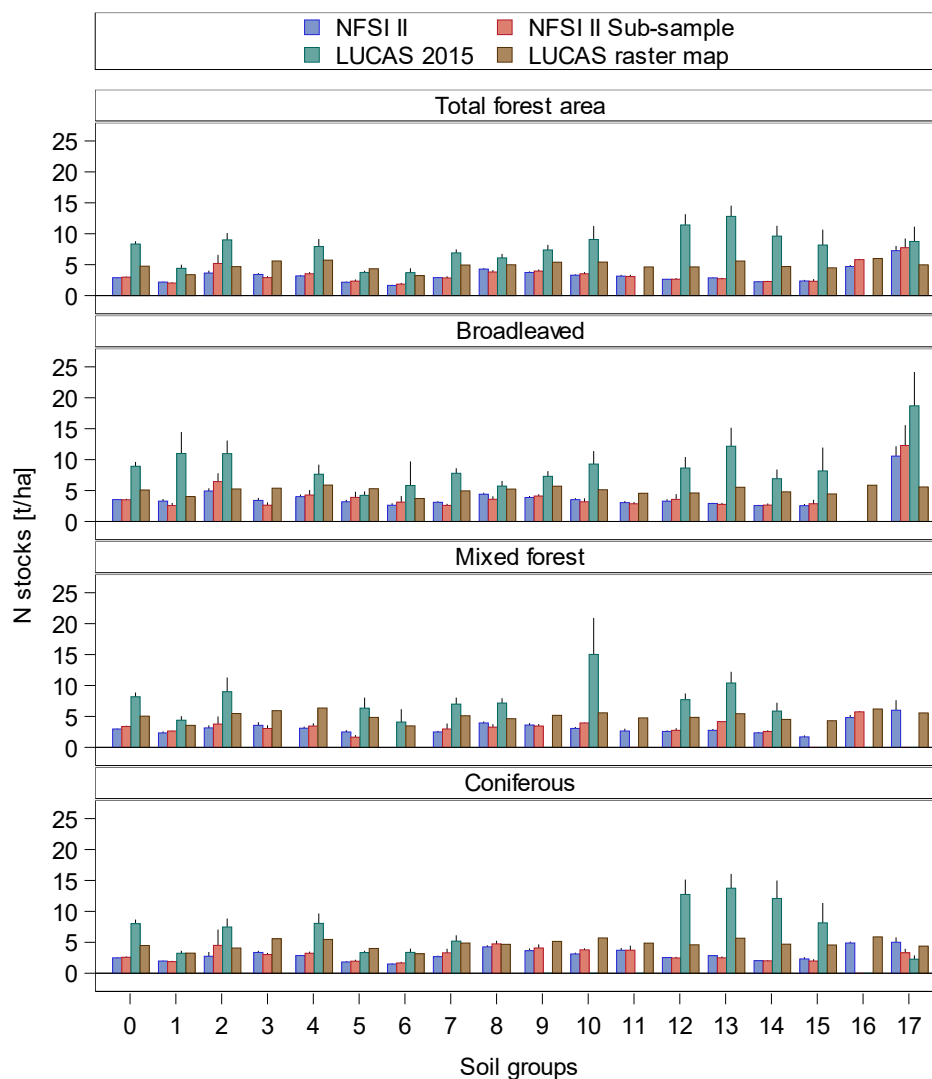 NFSI II NFSI II Sub-sample
LUCAS 2015 LUCAS raster map
Total forest area
25
20
15
10
5
0
Broadleaved
25
20
15
10
5
0
Mixed forest
25
20
15
10
5
0
Coniferous
25
20
15
10
5
0
N stocks [t/ha]
0 1 2 3 4 5 6 7 8 9 10 11 12 13 14 15 16 17
Soil groups